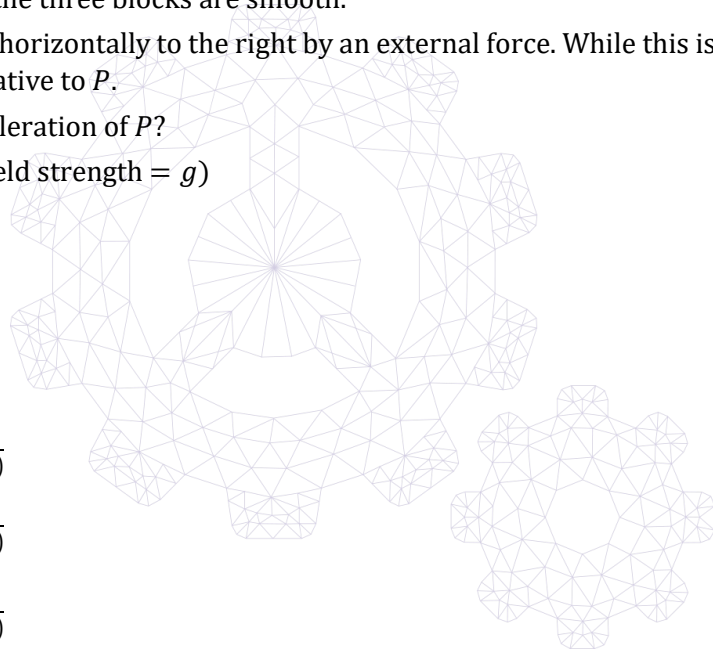 the three blocks are smooth.
horizontally to the right by an external force. While this is
ative to P.
leration of P?
eld strength = g)
)
)
)